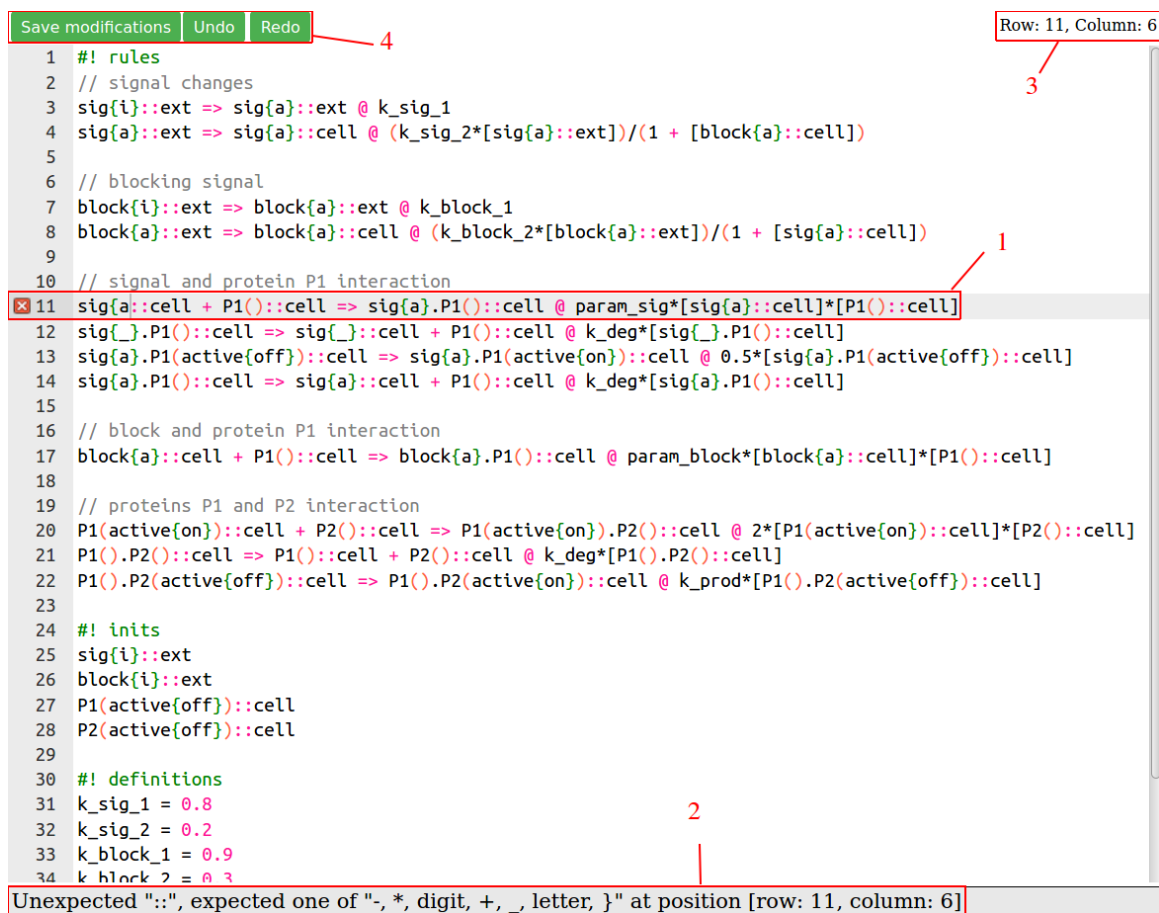 Save modifications Undo Redo
4
Row: 11, Column: 6
3
1 #! rules
2 // signal changes
3 sig{i}::ext => sig{a}::ext @ k_sig_1
4 sig{a}::ext => sig{a}::cell @ (k_sig_2*[sig{a}::ext])/(1 + [block{a}::cell])
5
6 // blocking signal
7 block{i}::ext => block{a}::ext @ k_block_1
8 block{a}::ext => block{a}::cell @ (k_block_2*[block{a}::ext])/(1 + [sig{a}::cell])
1
9
10 // signal and protein P1 interaction
11 sig{a::cell + P1()::cell => sig{a}.P1()::cell @ param_sig*[sig{a}::cell]*[P1()::cell]
12 sig{_}.P1()::cell => sig{_}::cell + P1()::cell @ k_deg*[sig{_}.P1()::cell]
13 sig{a}.P1(active{off})::cell => sig{a}.P1(active{on})::cell @ 0.5*[sig{a}.P1(active{off})::cell]
14 sig{a}.P1()::cell => sig{a}::cell + P1()::cell @ k_deg*[sig{a}.P1()::cell]
15
16 // block and protein P1 interaction
17 block{a}::cell + P1()::cell => block{a}.P1()::cell @ param_block*[block{a}::cell]*[P1()::cell]
18
19 // proteins P1 and P2 interaction
20 P1(active{on})::cell + P2()::cell => P1(active{on}).P2()::cell @ 2*[P1(active{on})::cell]*[P2()::cell]
21 P1().P2()::cell => P1()::cell + P2()::cell @ k_deg*[P1().P2()::cell]
22 P1().P2(active{off})::cell => P1().P2(active{on})::cell @ k_prod*[P1().P2(active{off})::cell]
23
24 #! inits
25 sig{i}::ext
26 block{i}::ext
27 P1(active{off})::cell
28 P2(active{off})::cell
29
30 #! definitions
31 k_sig_1 = 0.8
32 k_sig_2 = 0.2
2
33 k_block_1 = 0.9
34 k_block_2 = 0.3
Unexpected "::", expected one of "-, *, digit, +, _, letter, }" at position [row: 11, column: 6]